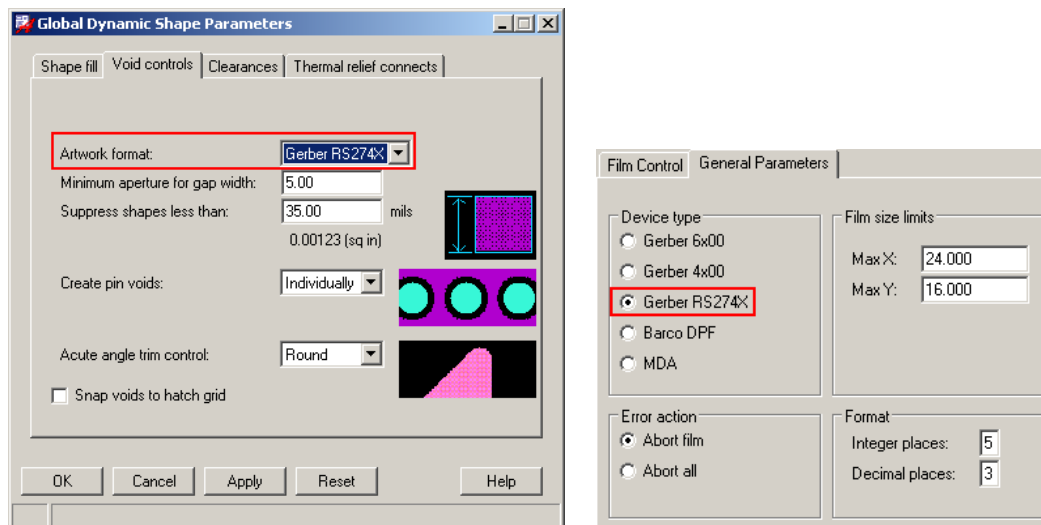 Global Dynamic Shape Parameters
Shape fill Void controls Clearances Thermal relief connects
Artwork format: Gerber RS274X
Minimum aperture for gap width: 5.00
Suppress shapes less than: 35.00 mils
0.00123 (sq in)
Create pin voids: Individually
Acute angle trim control: Round
Snap voids to hatch grid
OK Cancel Apply Reset Help
Film Control General Parameters
Device type
Gerber 6x00
Gerber 4x00
Gerber RS274X
Barco DPF
MDA
Film size limits
Max X: 24.000
Max Y: 16.000
Error action
Abort film
Abort all
Format
Integer places: 5
Decimal places: 3